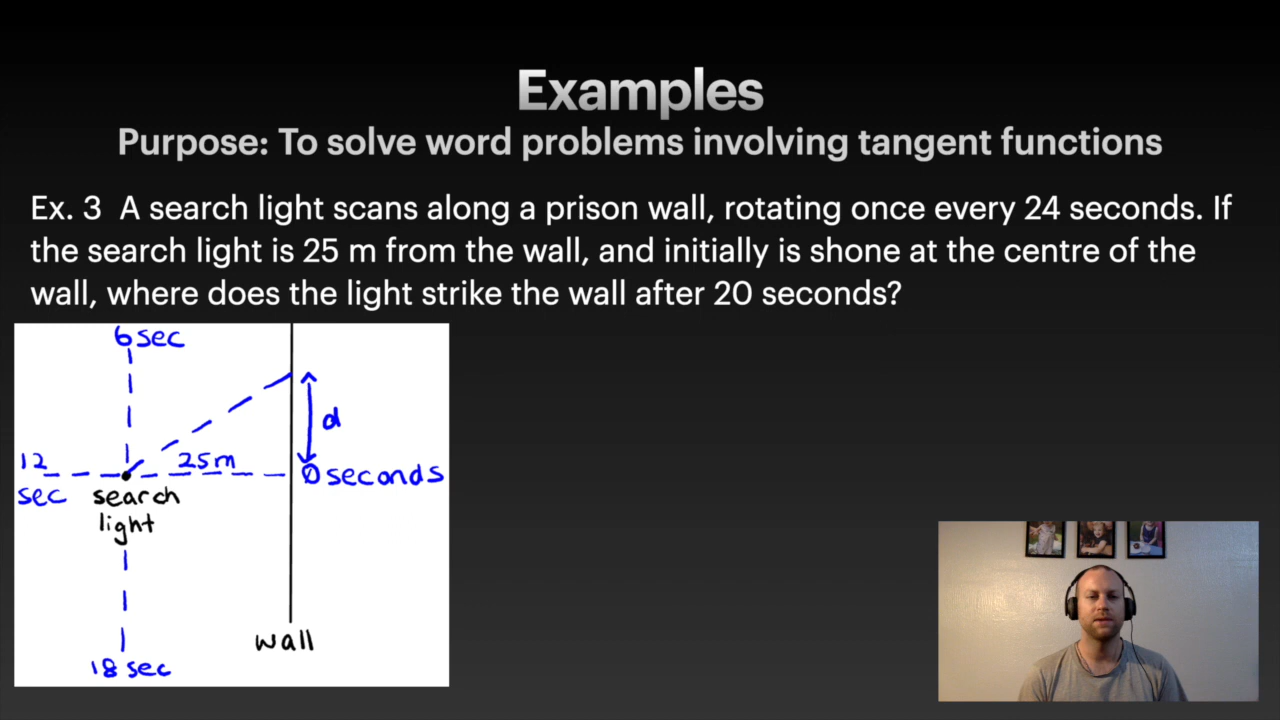 Examples
Purpose: To solve word problems involving tangent functions
Ex. 3 A search light scans along a prison wall, rotating once every 24 seconds. If
the search light is 25 m from the wall, and initially is shone at the centre of the
wall, where does the light strike the wall after 20 seconds?
6 sec
d
12
25m
0 seconds
sec
search
light
wall
18 sec